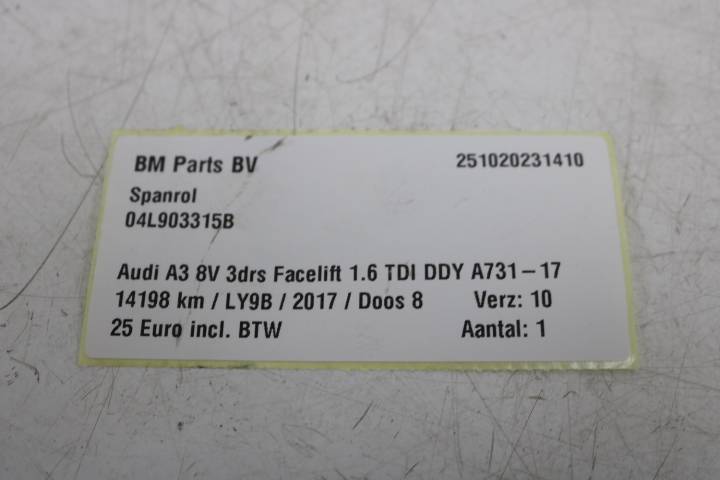 BM Parts BV 251020231410
Spanrol
04L903315B
Audi A3 8V 3drs Facelift 1.6 TDI DDY A731-17
14198 km / LY9B / 2017 / Doos 8 Verz: 10
25 Euro incl. BTW Aantal: 1